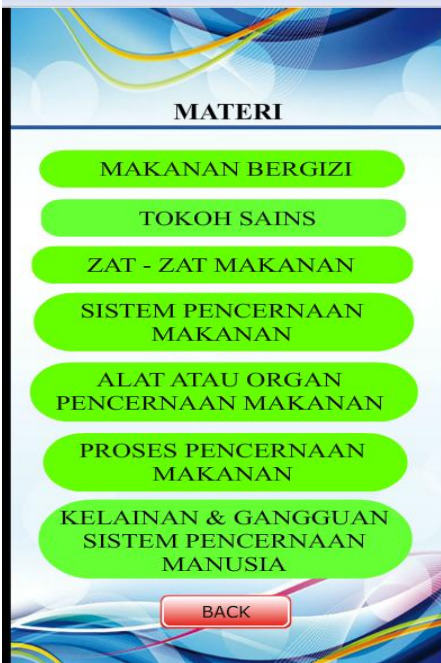 MATERI
MAKANAN BERGIZI
TOKOH SAINS
ZAT - ZAT MAKANAN
SISTEM PENCERNAAN
MAKANAN
ALAT ATAU ORGAN
PENCERNAAN MAKANAN
PROSES PENCERNAAN
MAKANAN
KELAINAN & GANGGUAN
SISTEM PENCERNAAN
MANUSIA
BACK